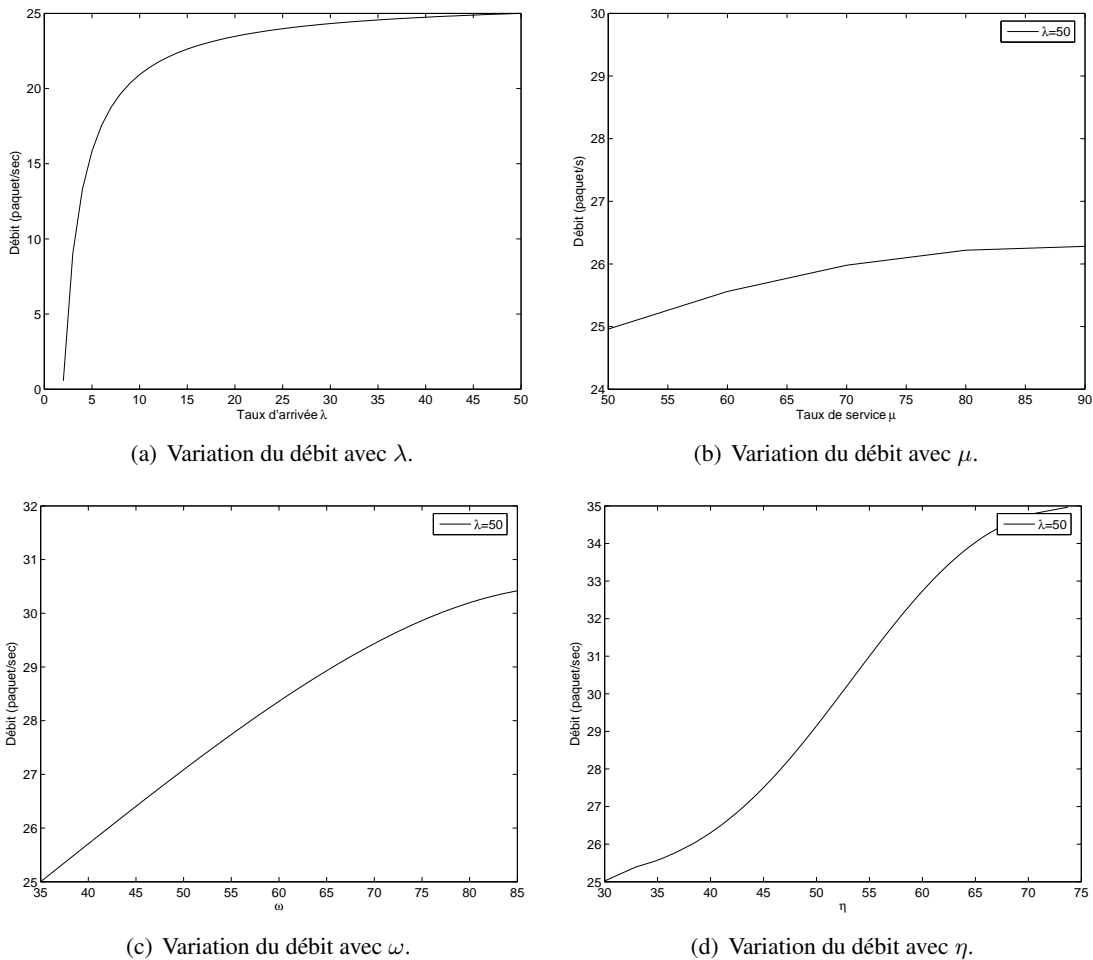 25
20
15
10
5
0
Débit (paquet/sec)
0 5 10 15 20 25 30 35 40 45 50
Taux d'arrivée λ
(a) Variation du débit avec λ.
30
29
28
27
26
25
24
Débit (paquet/s)
λ=50
50 55 60 65 70 75 80 85 90
Taux de service μ
(b) Variation du débit avec μ.
32
31
30
29
28
27
26
25
Débit (paquet/sec)
λ=50
35 40 45 50 55 60 65 70 75 80 85
ω
(c) Variation du débit avec ω.
35
34
33
32
31
30
29
28
27
26
25
Débit (paquet/sec)
λ=50
30 35 40 45 50 55 60 65 70 75
η
(d) Variation du débit avec η.